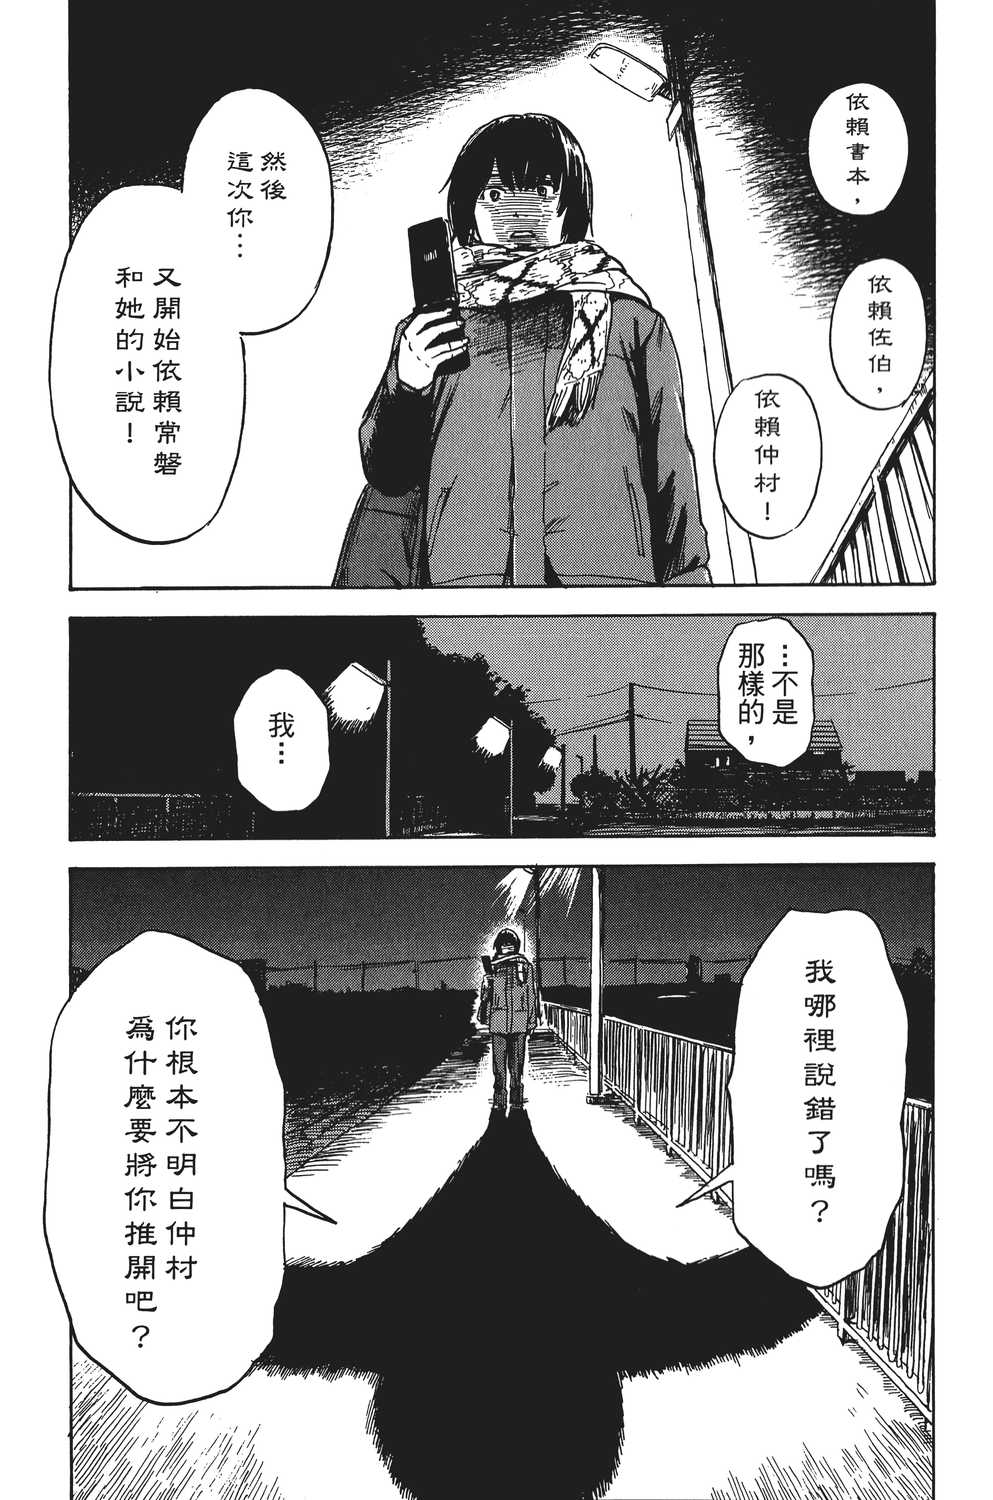 依賴書本，
依賴佐伯，
依賴仲材！
然後
這次你…
又開始依賴常磐
和她的小說！
…不是
那樣的，
我…
我哪裡說錯了嗎？
你根本不明白仲材
爲什麼要將你推開吧？